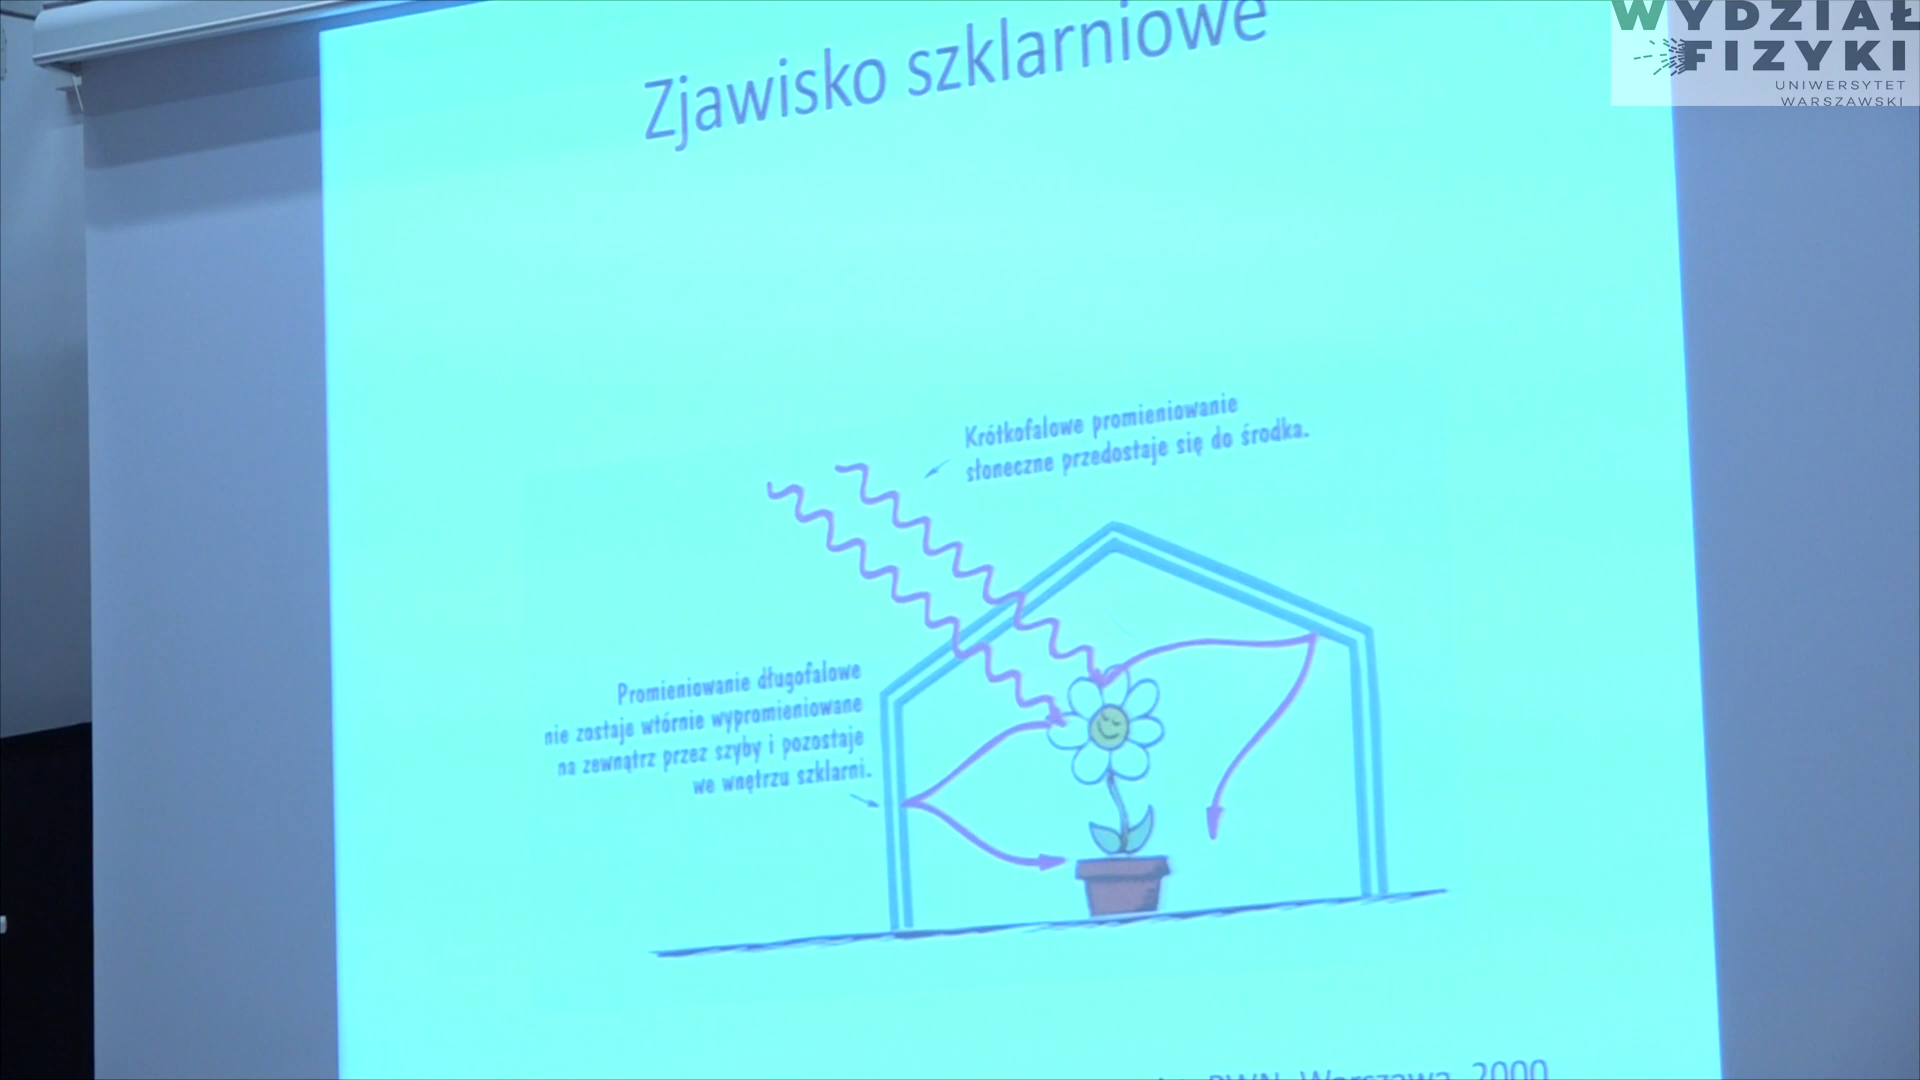 WYDZIAŁ
FIZYKI
UNIWERSYTET
WARSZAWSKI
Zjawisko szklarniowe
Krótkofalowe promieniowanie
słoneczne przedostaje się do środka.
Promieniowanie długofalowe
nie zostaje wtórnie wypromieniowane
na zewnątrz przez szyby i pozostaje
we wnętrzu szklarni.
PWN, Warszawa, 2000